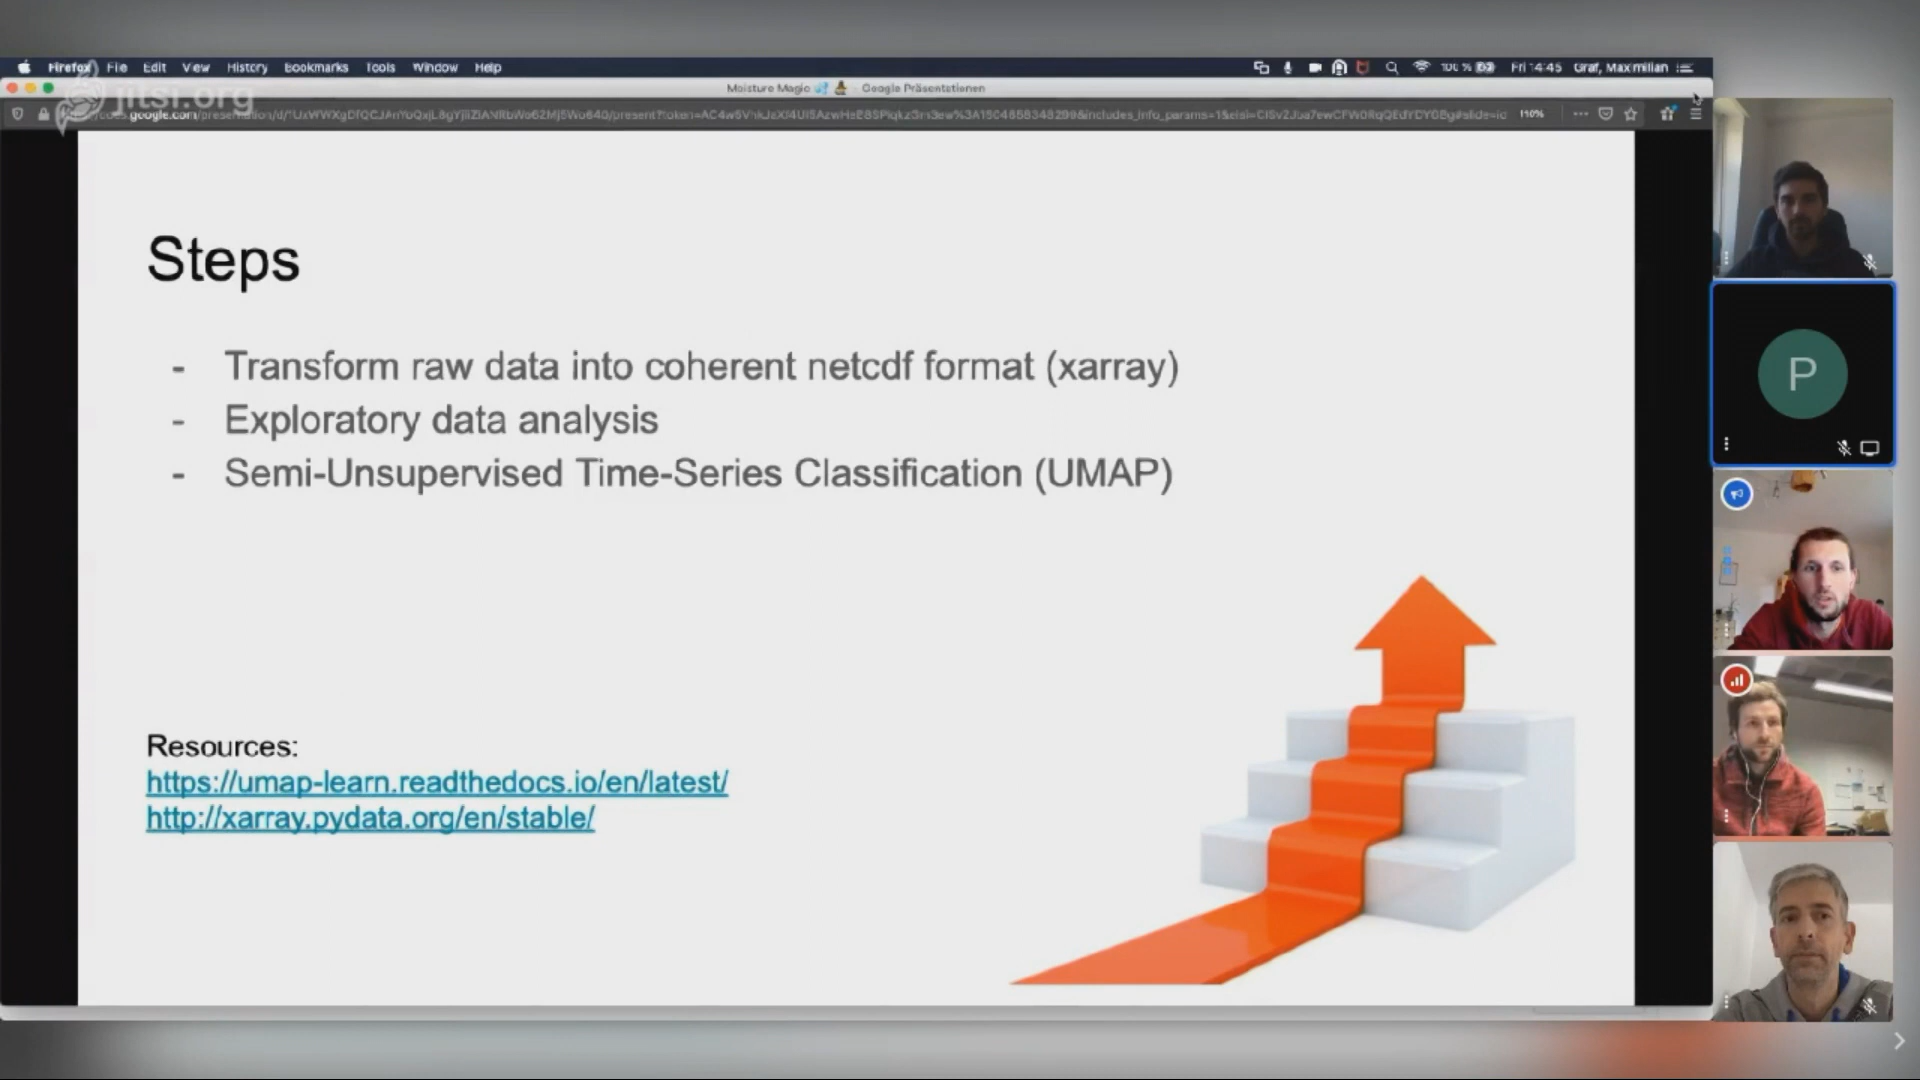 Firefox File Edit View History Bookmarks Tools Window Help
100 % Fri 14:45 Graf, Maximilian
Moisture Magic - Google Präsentationen
jitsi.org
110%
Steps
- Transform raw data into coherent netcdf format (xarray)
- Exploratory data analysis
- Semi-Unsupervised Time-Series Classification (UMAP)
P
Resources:
https://umap-learn.readthedocs.io/en/latest/
http://xarray.pydata.org/en/stable/